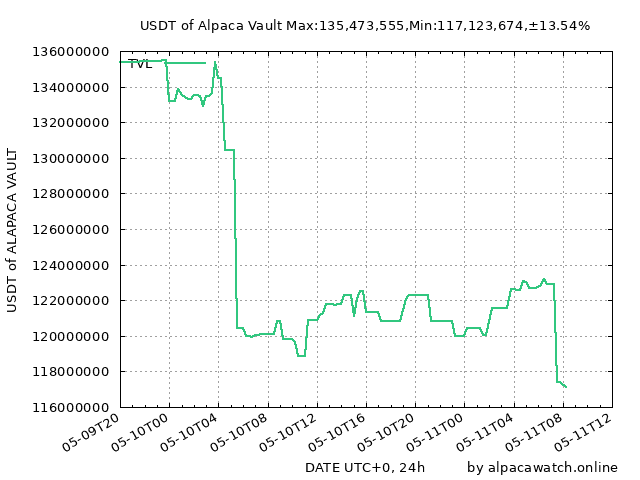 USDT of Alpaca Vault Max:135,473,555,Min:117,123,674,±13.54%
USDT of ALAPACA VAULT
136000000
134000000
132000000
130000000
128000000
126000000
124000000
122000000
120000000
118000000
116000000
TVL
05-09T20
05-10T00
05-10T04
05-10T08
05-10T12
05-10T16
05-10T20
05-11T00
05-11T04
05-11T08
05-11T12
DATE UTC+0, 24h
by alpacawatch.online